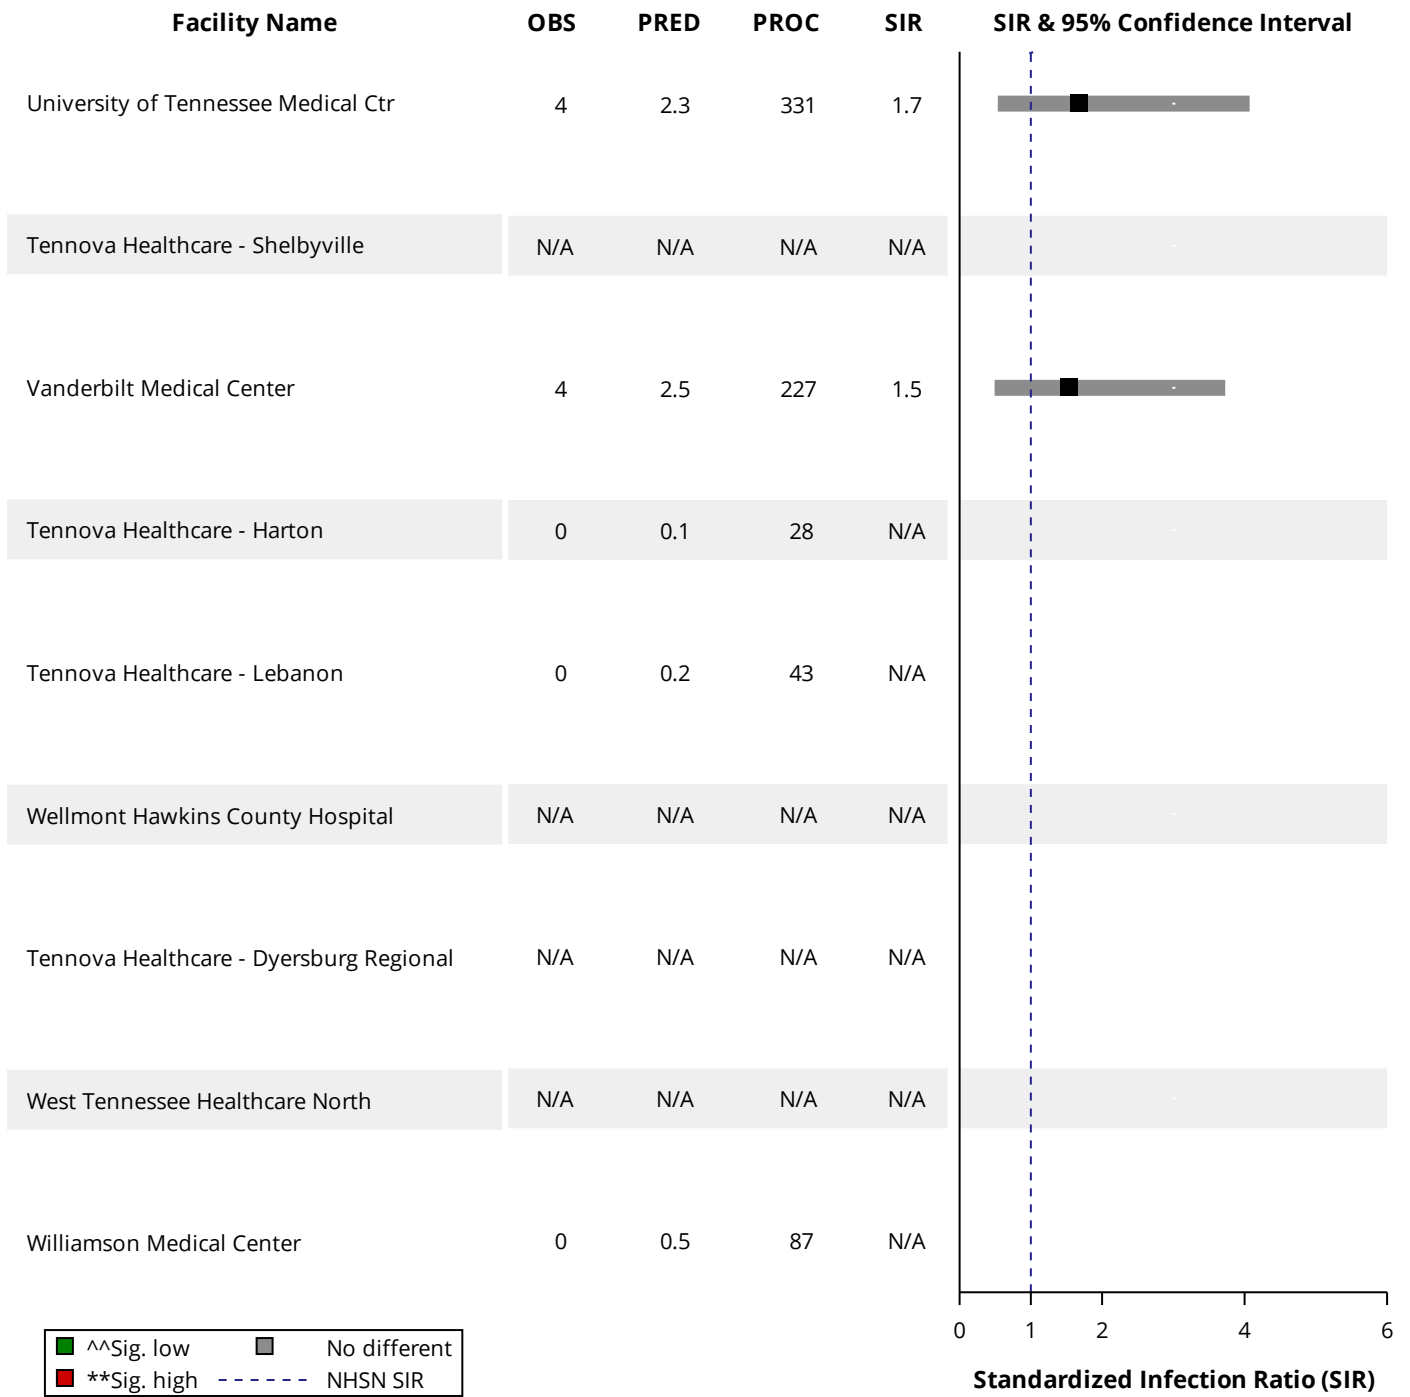 Facility Name OBS PRED PROC SIR SIR & 95% Confidence Interval
University of Tennessee Medical Ctr 4 2.3 331 1.7
Tennova Healthcare - Shelbyville N/A N/A N/A N/A
Vanderbilt Medical Center 4 2.5 227 1.5
Tennova Healthcare - Harton 0 0.1 28 N/A
Tennova Healthcare - Lebanon 0 0.2 43 N/A
Wellmont Hawkins County Hospital N/A N/A N/A N/A
Tennova Healthcare - Dyersburg Regional N/A N/A N/A N/A
West Tennessee Healthcare North N/A N/A N/A N/A
Williamson Medical Center 0 0.5 87 N/A
0 1 2 4 6
^^Sig. low No different
**Sig. high NHSN SIR
Standardized Infection Ratio (SIR)